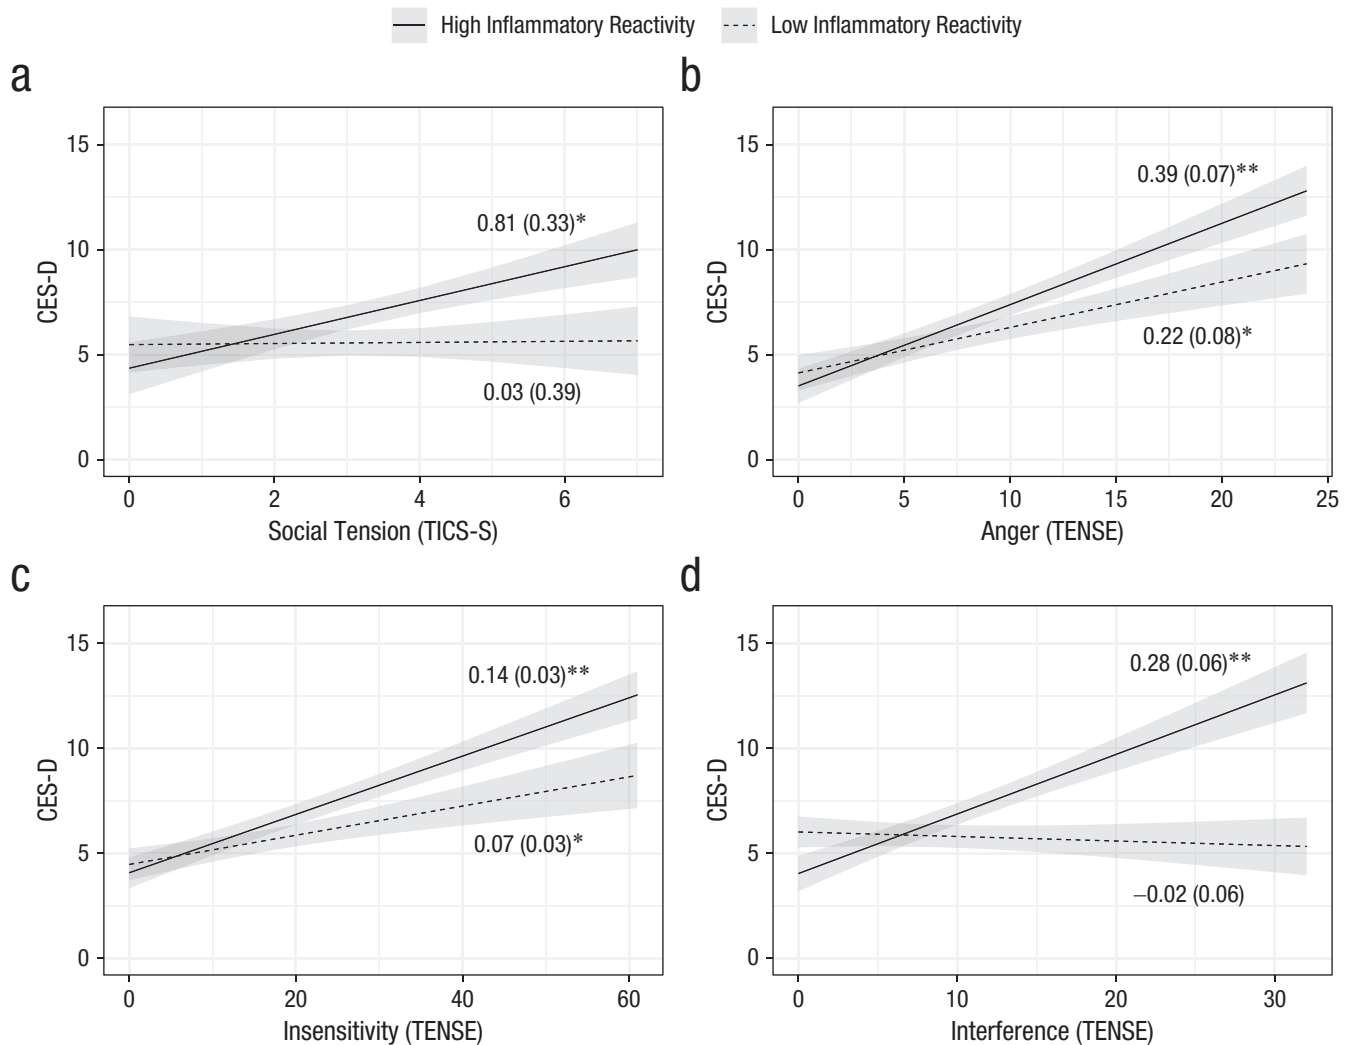 High Inflammatory Reactivity Low Inflammatory Reactivity
a
15
10
5
0
CES-D
0.81 (0.33)*
0.03 (0.39)
0 2 4 6
Social Tension (TICS-S)
b
15
10
5
0
CES-D
0.39 (0.07)**
0.22 (0.08)*
0 5 10 15 20 25
Anger (TENSE)
c
15
10
5
0
CES-D
0.14 (0.03)**
0.07 (0.03)*
0 20 40 60
Insensitivity (TENSE)
d
15
10
5
0
CES-D
0.28 (0.06)**
−0.02 (0.06)
0 10 20 30
Interference (TENSE)